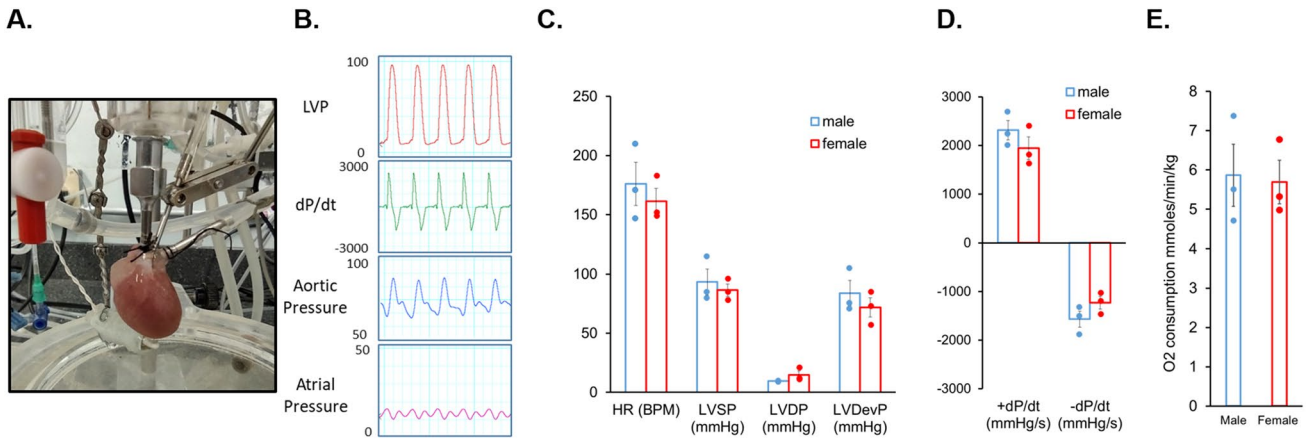 A.
B.
C.
D.
E.
LVP
100
0
dP/dt
3000
-3000
Aortic
Pressure
100
50
Atrial
Pressure
50
0
250
200
150
100
50
0
male
female
HR (BPM)
LVSP
(mmHg)
LVDP
(mmHg)
LVDevP
(mmHg)
3000
2000
1000
0
-1000
-2000
-3000
male
female
+dP/dt
(mmHg/s)
-dP/dt
(mmHg/s)
O2 consumption mmoles/min/kg
8
7
6
5
4
3
2
1
0
Male
Female